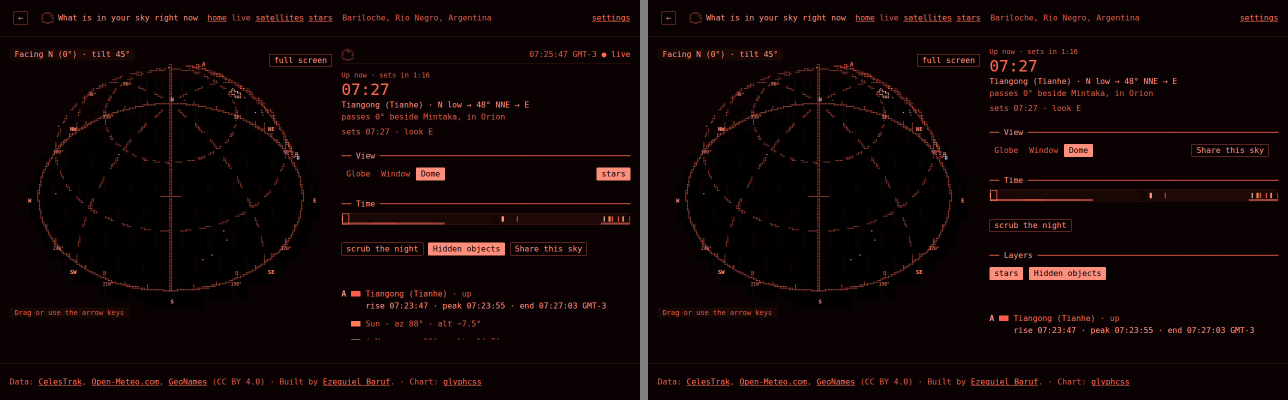 ← What is in your sky right now home live satellites stars Bariloche, Rio Negro, Argentina settings
Facing N (0°) · tilt 45°
full screen
07:25:47 GMT-3 ● live
Up now · sets in 1:16
07:27
Tiangong (Tianhe) · N low → 48° NNE → E
passes 0° beside Mintaka, in Orion
sets 07:27 · look E
View
Globe Window Dome stars
Time
scrub the night Hidden objects Share this sky
A Tiangong (Tianhe) · up
rise 07:23:47 · peak 07:23:55 · end 07:27:03 GMT-3
Sun · az 88° · alt −7.5°
A
N
NW
NE
W
E
SW
SE
S
Drag or use the arrow keys
Data: CelesTrak, Open-Meteo.com, GeoNames (CC BY 4.0) · Built by Ezequiel Baruf. · Chart: glyphcss
← What is in your sky right now home live satellites stars Bariloche, Rio Negro, Argentina settings
Facing N (0°) · tilt 45°
full screen
Up now · sets in 1:16
07:27
Tiangong (Tianhe) · N low → 48° NNE → E
passes 0° beside Mintaka, in Orion
sets 07:27 · look E
View
Globe Window Dome Share this sky
Time
scrub the night
Layers
stars Hidden objects
A Tiangong (Tianhe) · up
rise 07:23:47 · peak 07:23:55 · end 07:27:03 GMT-3
A
N
NW
NE
W
E
SW
SE
S
Drag or use the arrow keys
Data: CelesTrak, Open-Meteo.com, GeoNames (CC BY 4.0) · Built by Ezequiel Baruf. · Chart: glyphcss